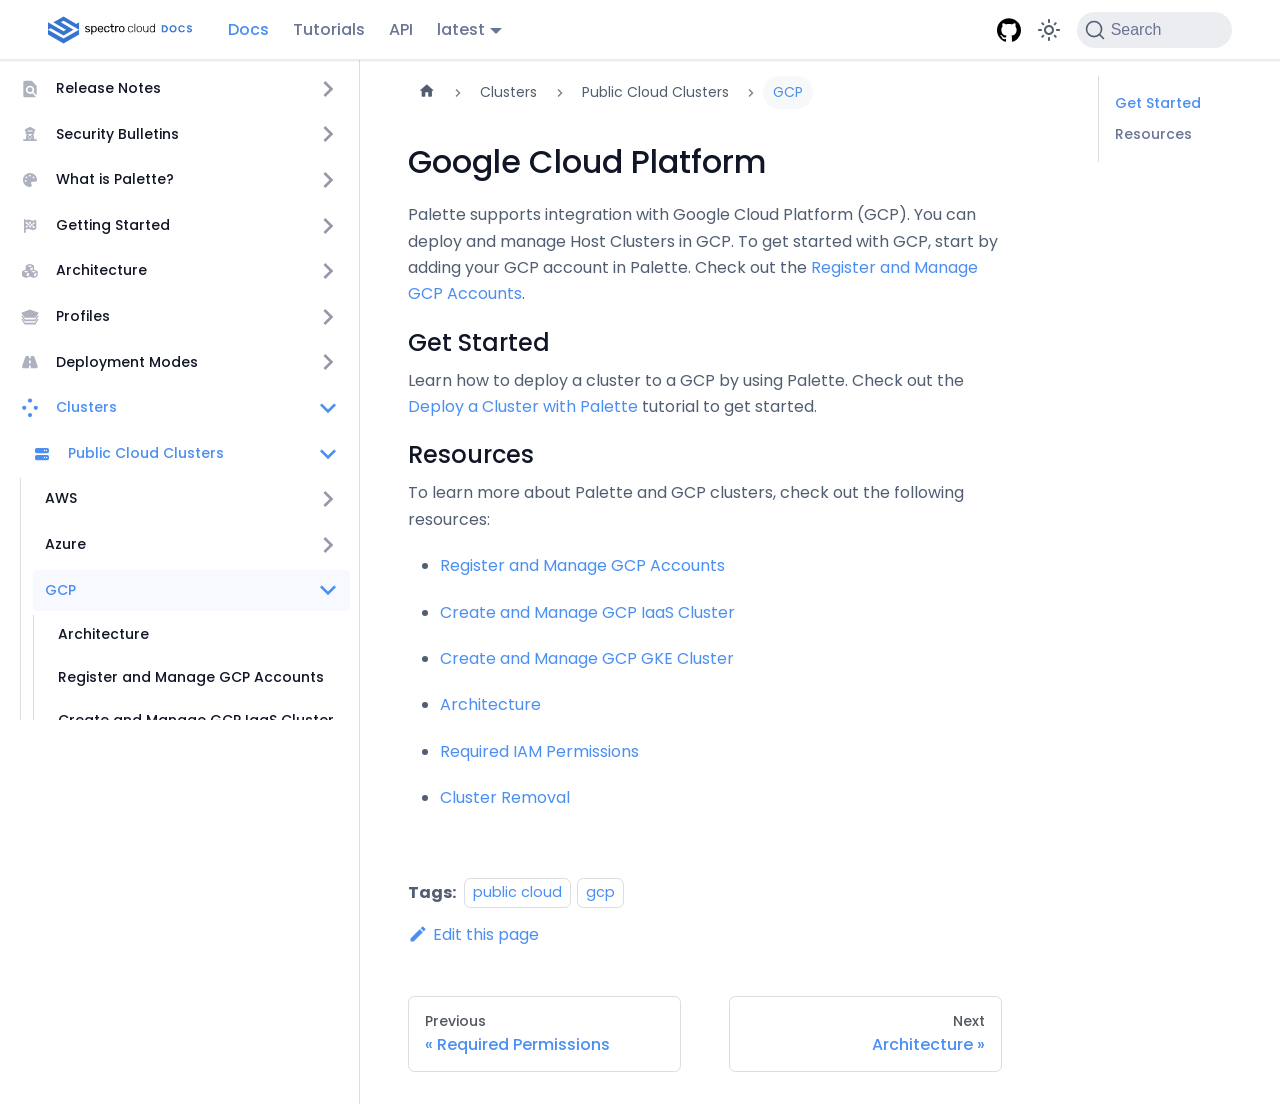 spectro cloud DOCS
Docs
Tutorials
API
latest
Search
Release Notes
Security Bulletins
What is Palette?
Getting Started
Architecture
Profiles
Deployment Modes
Clusters
Public Cloud Clusters
AWS
Azure
GCP
Architecture
Register and Manage GCP Accounts
Create and Manage GCP IaaS Cluster
Clusters
Public Cloud Clusters
GCP
Google Cloud Platform
Palette supports integration with Google Cloud Platform (GCP). You can
deploy and manage Host Clusters in GCP. To get started with GCP, start by
adding your GCP account in Palette. Check out the Register and Manage
GCP Accounts.
Get Started
Learn how to deploy a cluster to a GCP by using Palette. Check out the
Deploy a Cluster with Palette tutorial to get started.
Resources
To learn more about Palette and GCP clusters, check out the following
resources:
Register and Manage GCP Accounts
Create and Manage GCP IaaS Cluster
Create and Manage GCP GKE Cluster
Architecture
Required IAM Permissions
Cluster Removal
Tags: public cloud gcp
Edit this page
Previous
« Required Permissions
Next
Architecture »
Get Started
Resources